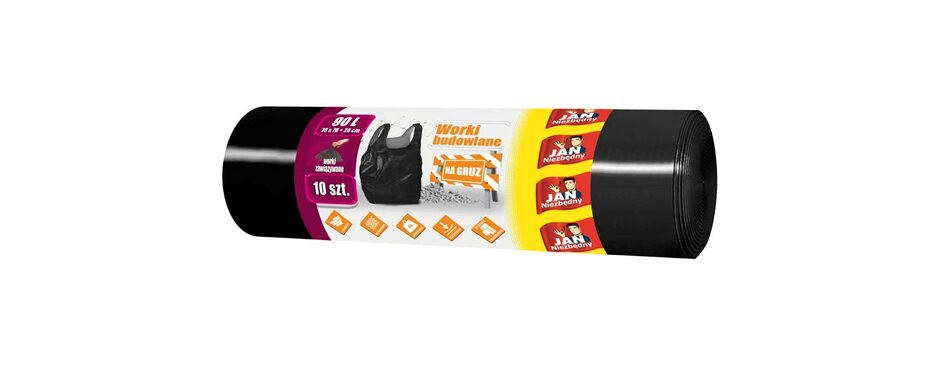 90 L
76 x 70 + 24 cm
worki
zawiązywane
10 szt.
Worki
budowlane
NA GRUZ
JAN
Niezbędny
JAN
Niezbędny
JAN
Niezbędny
JAN
Niezbędny